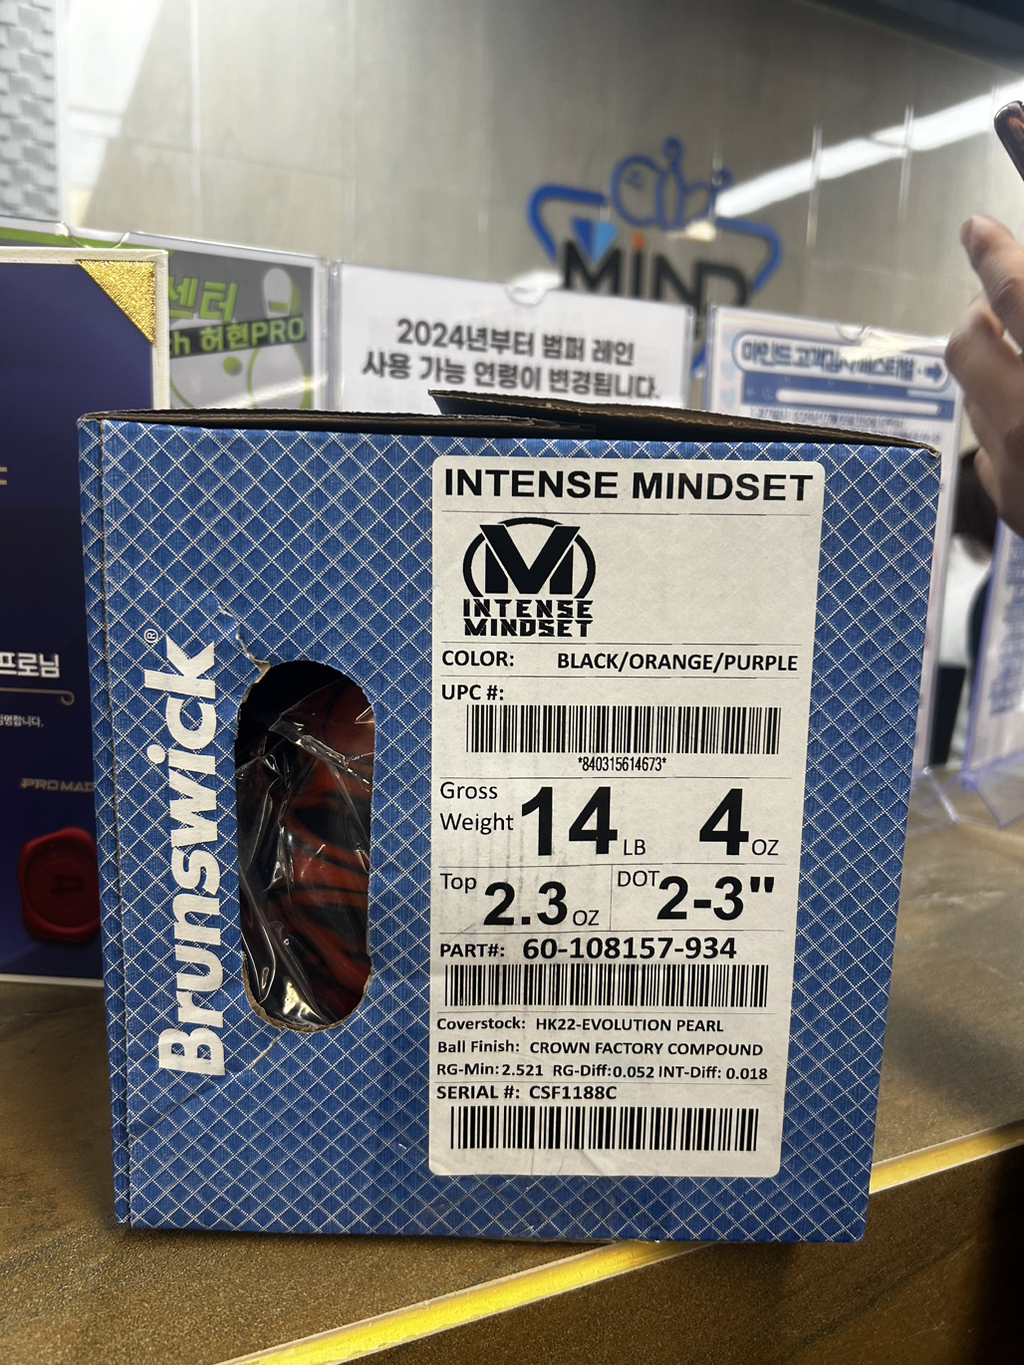 MIND
센터
ch 허현PRO
2024년부터 범퍼 레인
사용 가능 연령이 변경됩니다.
프로님
PROMAD
Brunswick®
INTENSE MINDSET
M
INTENSE
MINDSET
COLOR: BLACK/ORANGE/PURPLE
UPC #:
*840315614673*
Gross
Weight 14 LB 4 OZ
Top 2.3 OZ DOT 2-3"
PART#: 60-108157-934
Coverstock: HK22-EVOLUTION PEARL
Ball Finish: CROWN FACTORY COMPOUND
RG-Min: 2.521 RG-Diff: 0.052 INT-Diff: 0.018
SERIAL #: CSF1188C